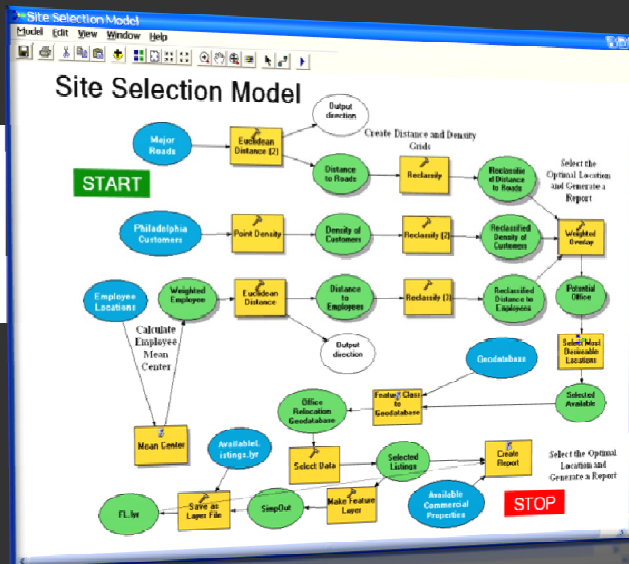 Site Selection Model
Model Edit View Window Help
Site Selection Model
Output
direction
Major
Roads
Euclidean
Distance (2)
Create Distance and Density
Grids
START
Distance
to Roads
Reclassify
Reclassifie
d Distance
to Roads
Select the
Optimal Location
and Generate a
Report
Philadelphia
Customers
Point Density
Density of
Customers
Reclassify (2)
Reclassified
Density of
Customers
Weighted
Overlay
Employee
Locations
Weighted
Employee
Euclidean
Distance
Distance
to
Employees
Reclassify (3)
Reclassified
Distance to
Employees
Potential
Office
Calculate
Employee
Mean
Center
Output
direction
Select Most
Desireable
Locations
Geodatabase
Office
Relocation
Geodatabase
Feature Class
to
Geodatabase
Selected
Available
Mean Center
AvailableL
istings.lyr
Select Data
Selected
Listings
Create
Report
Select the Optimal
Location and
Generate a Report
FL.lyr
Save as
Layer File
SimpOut
Make Feature
Layer
Available
Commercial
Properties
STOP